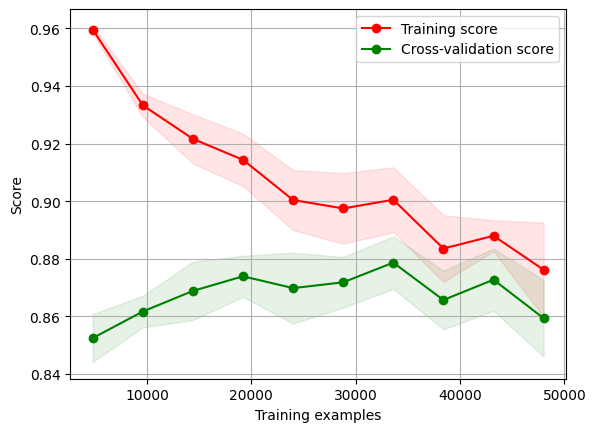 Training score
Cross-validation score
0.96
0.94
0.92
0.90
0.88
0.86
0.84
Score
10000 20000 30000 40000 50000
Training examples